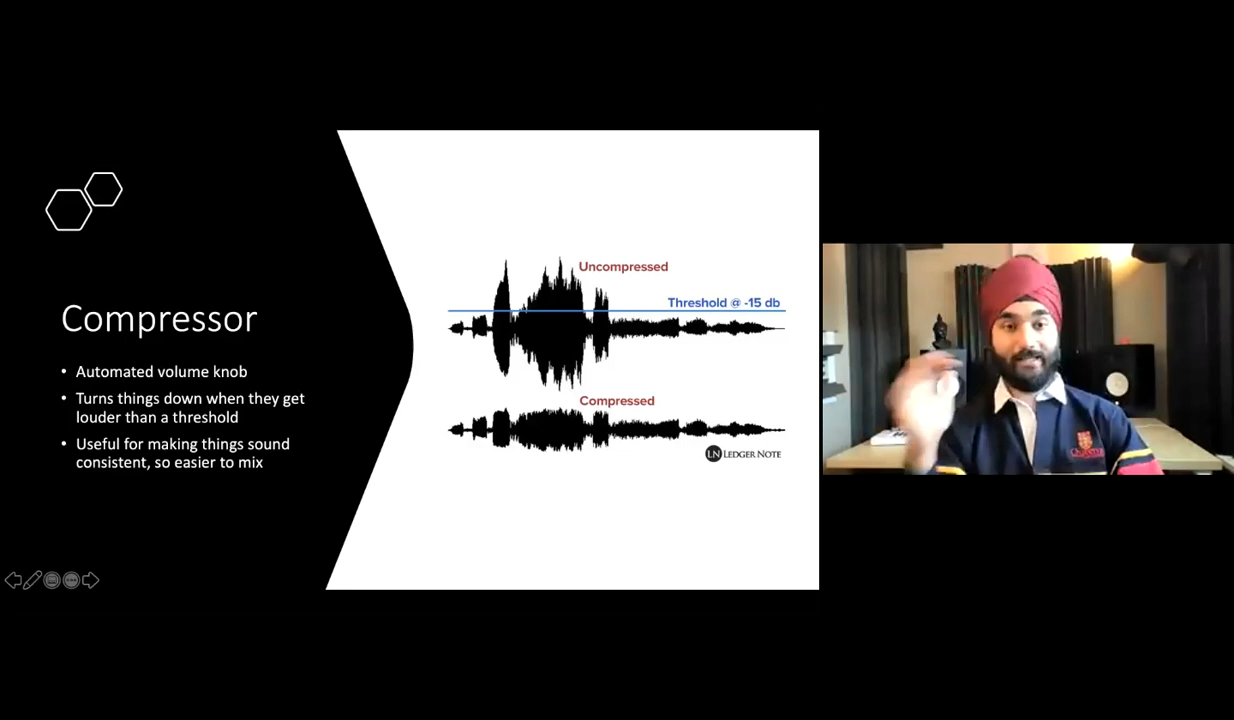 Compressor
• Automated volume knob
• Turns things down when they get
louder than a threshold
• Useful for making things sound
consistent, so easier to mix
Uncompressed
Threshold @ -15 db
Compressed
LN LEDGER NOTE